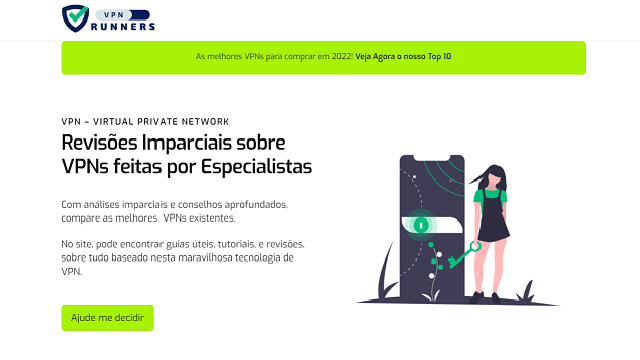 VPN
RUNNERS
As melhores VPNs para comprar em 2022! Veja Agora o nosso Top 10
VPN – VIRTUAL PRIVATE NETWORK
Revisões Imparciais sobre
VPNs feitas por Especialistas
Com análises imparciais e conselhos aprofundados,
compare as melhores VPNs existentes.
No site, pode encontrar guias úteis, tutoriais, e revisões,
sobre tudo baseado nesta maravilhosa tecnologia de
VPN.
Ajude me decidir